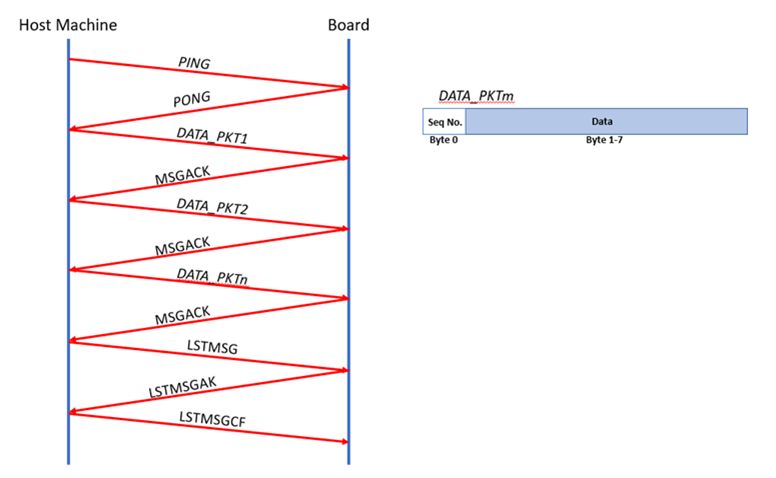 Host Machine
Board
PING
PONG
DATA_PKT1
MSGACK
DATA_PKT2
MSGACK
DATA_PKTn
MSGACK
LSTMSG
LSTMSGAK
LSTMSGCF
DATA_PKTm
Seq No.
Data
Byte 0
Byte 1-7